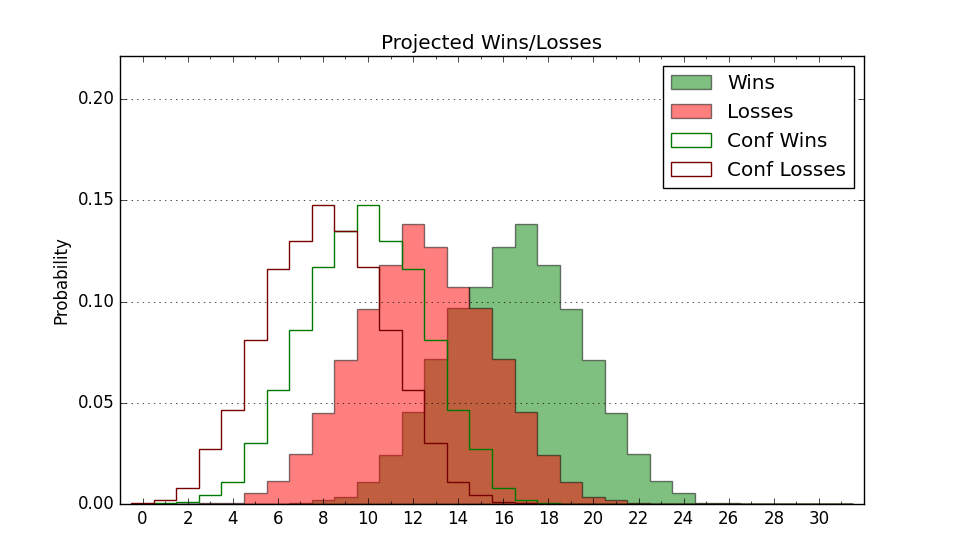 Projected Wins/Losses
Wins
Losses
Conf Wins
Conf Losses
Probability
0.20
0.15
0.10
0.05
0.00
0 2 4 6 8 10 12 14 16 18 20 22 24 26 28 30